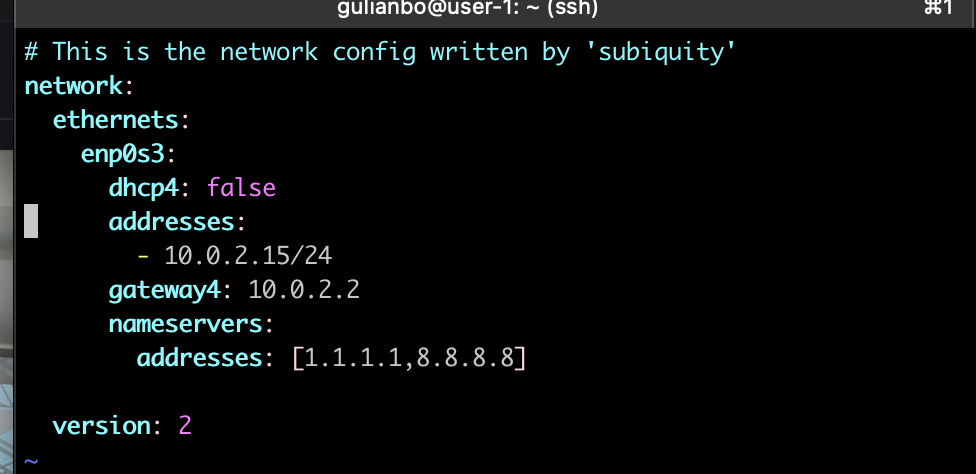 gulianbo@user-1: ~ (ssh)
⌘1
# This is the network config written by 'subiquity'
network:
  ethernets:
    enp0s3:
      dhcp4: false
      addresses:
        - 10.0.2.15/24
      gateway4: 10.0.2.2
      nameservers:
        addresses: [1.1.1.1,8.8.8.8]
  version: 2
~